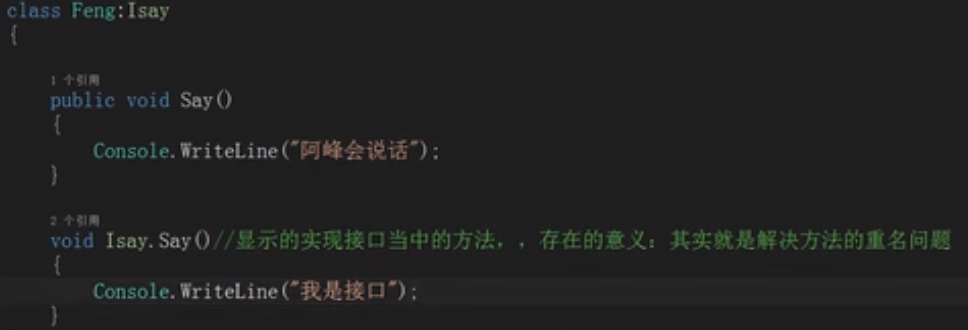 class Feng:Isay
{
1 个引用
public void Say()
{
Console.WriteLine("阿峰会说话");
}
2 个引用
void Isay.Say()//显示的实现接口当中的方法，，存在的意义：其实就是解决方法的重名问题
{
Console.WriteLine("我是接口");
}